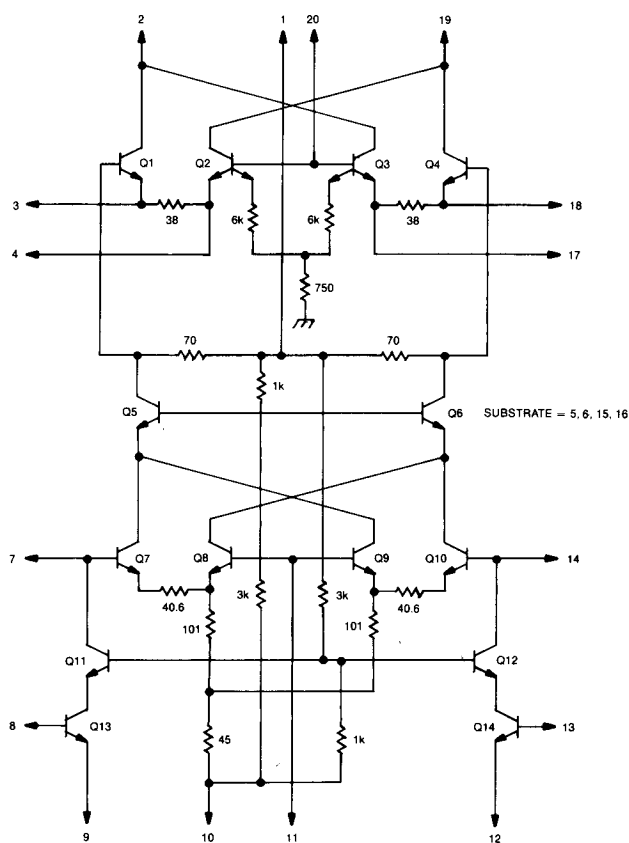 2 1 20 19
Q1 Q2 Q3 Q4
3 38 38 18
6k 6k
4 17
750
70 70
1k
Q5 Q6 SUBSTRATE = 5, 6, 15, 16
7 Q7 Q8 Q9 Q10 14
40.6 3k 3k 40.6
101 101
Q11 Q12
8 Q13 Q14 13
45 1k
9 10 11 12